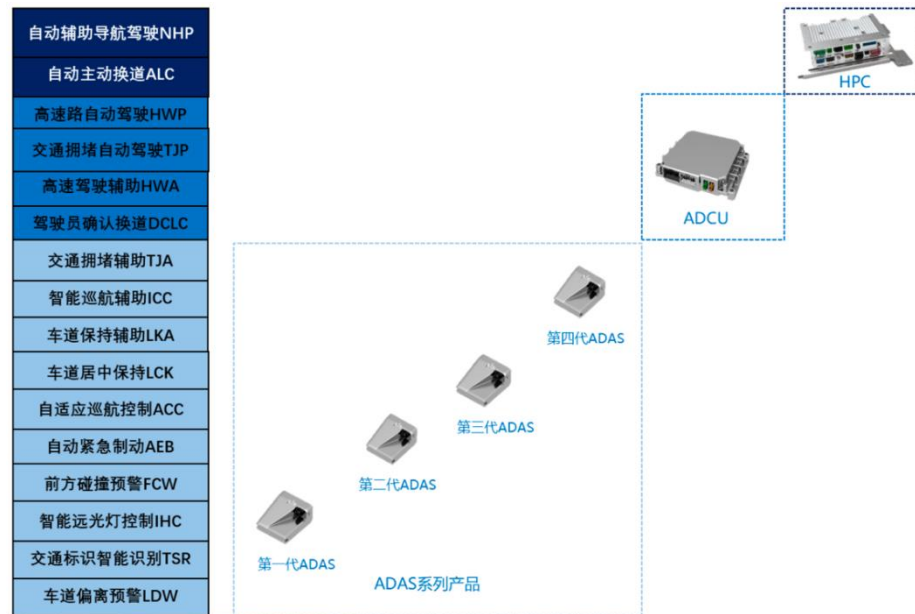 自动辅助导航驾驶NHP
自动主动换道ALC
高速路自动驾驶HWP
交通拥堵自动驾驶TJP
高速驾驶辅助HWA
驾驶员确认换道DCLC
交通拥堵辅助TJA
智能巡航辅助ICC
车道保持辅助LKA
车道居中保持LCK
自适应巡航控制ACC
自动紧急制动AEB
前方碰撞预警FCW
智能远光灯控制IHC
交通标识智能识别TSR
车道偏离预警LDW
HPC
ADCU
第四代ADAS
第三代ADAS
第二代ADAS
第一代ADAS
ADAS系列产品